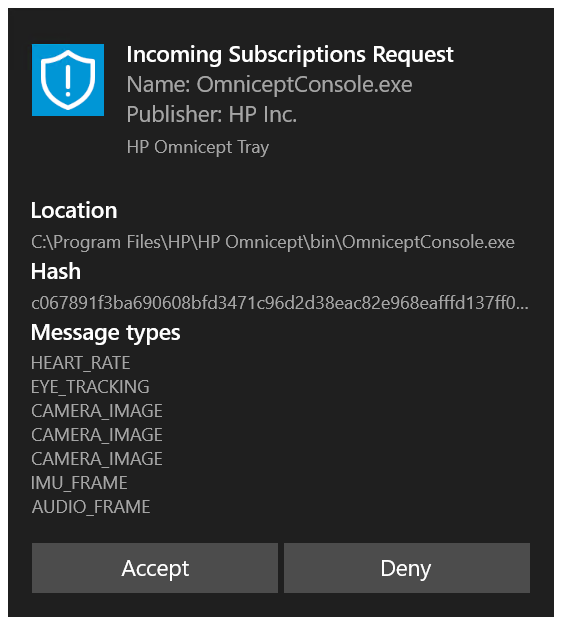 Incoming Subscriptions Request
Name: OmniceptConsole.exe
Publisher: HP Inc.
HP Omnicept Tray
Location
C:\Program Files\HP\HP Omnicept\bin\OmniceptConsole.exe
Hash
c067891f3ba690608bfd3471c96d2d38eac82e968eafffd137ff0...
Message types
HEART_RATE
EYE_TRACKING
CAMERA_IMAGE
CAMERA_IMAGE
CAMERA_IMAGE
IMU_FRAME
AUDIO_FRAME
Accept Deny